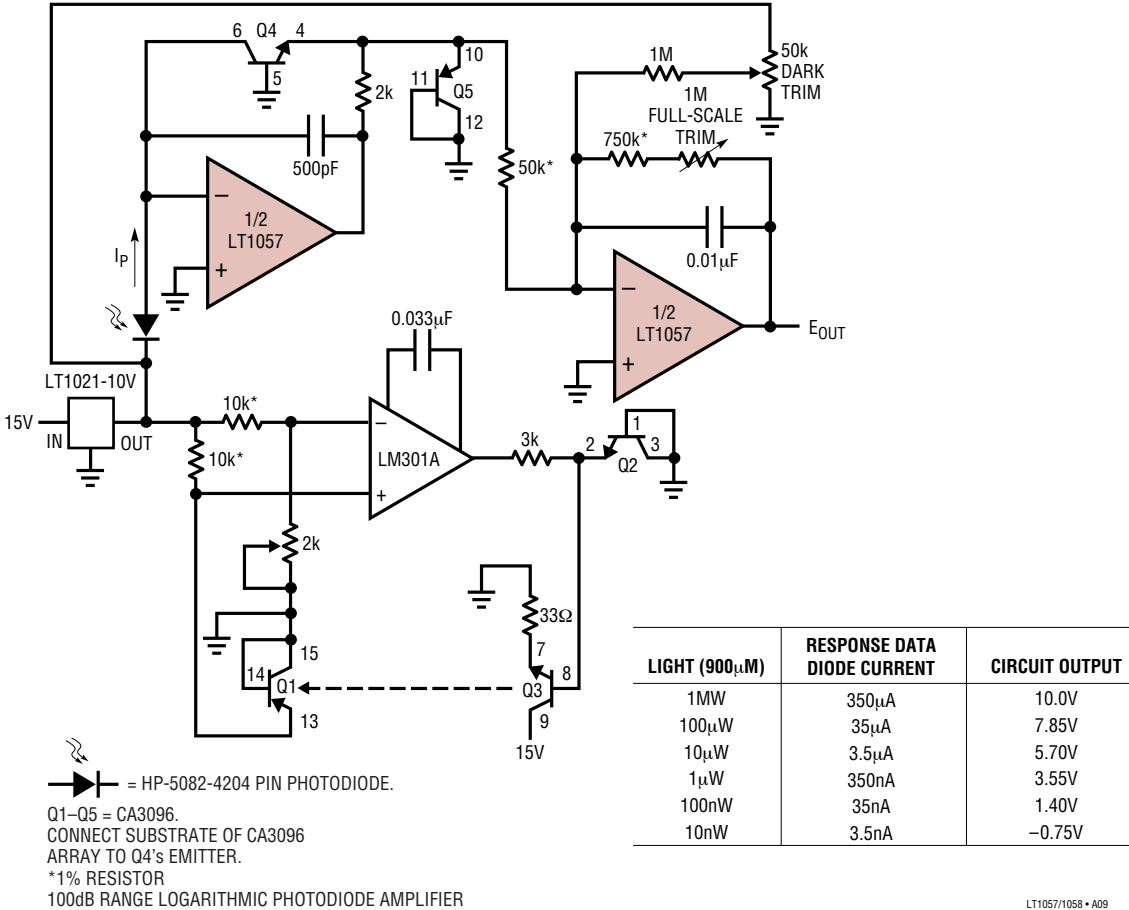 6 Q4 4
5
2k
500pF
1/2
LT1057
–
+
IP
10
11
Q5
12
50k*
1M
50k
DARK
TRIM
1M
FULL-SCALE
TRIM
750k*
0.01µF
–
1/2
LT1057
+
EOUT
LT1021-10V
15V
IN
OUT
10k*
10k*
0.033µF
–
LM301A
+
3k
2
1
3
Q2
2k
33Ω
15
14
Q1
13
7
8
Q3
9
15V
= HP-5082-4204 PIN PHOTODIODE.
Q1–Q5 = CA3096.
CONNECT SUBSTRATE OF CA3096
ARRAY TO Q4's EMITTER.
*1% RESISTOR
100dB RANGE LOGARITHMIC PHOTODIODE AMPLIFIER
LIGHT (900µM) RESPONSE DATA DIODE CURRENT CIRCUIT OUTPUT
1MW 350µA 10.0V
100µW 35µA 7.85V
10µW 3.5µA 5.70V
1µW 350nA 3.55V
100nW 35nA 1.40V
10nW 3.5nA –0.75V
LT1057/1058 • A09